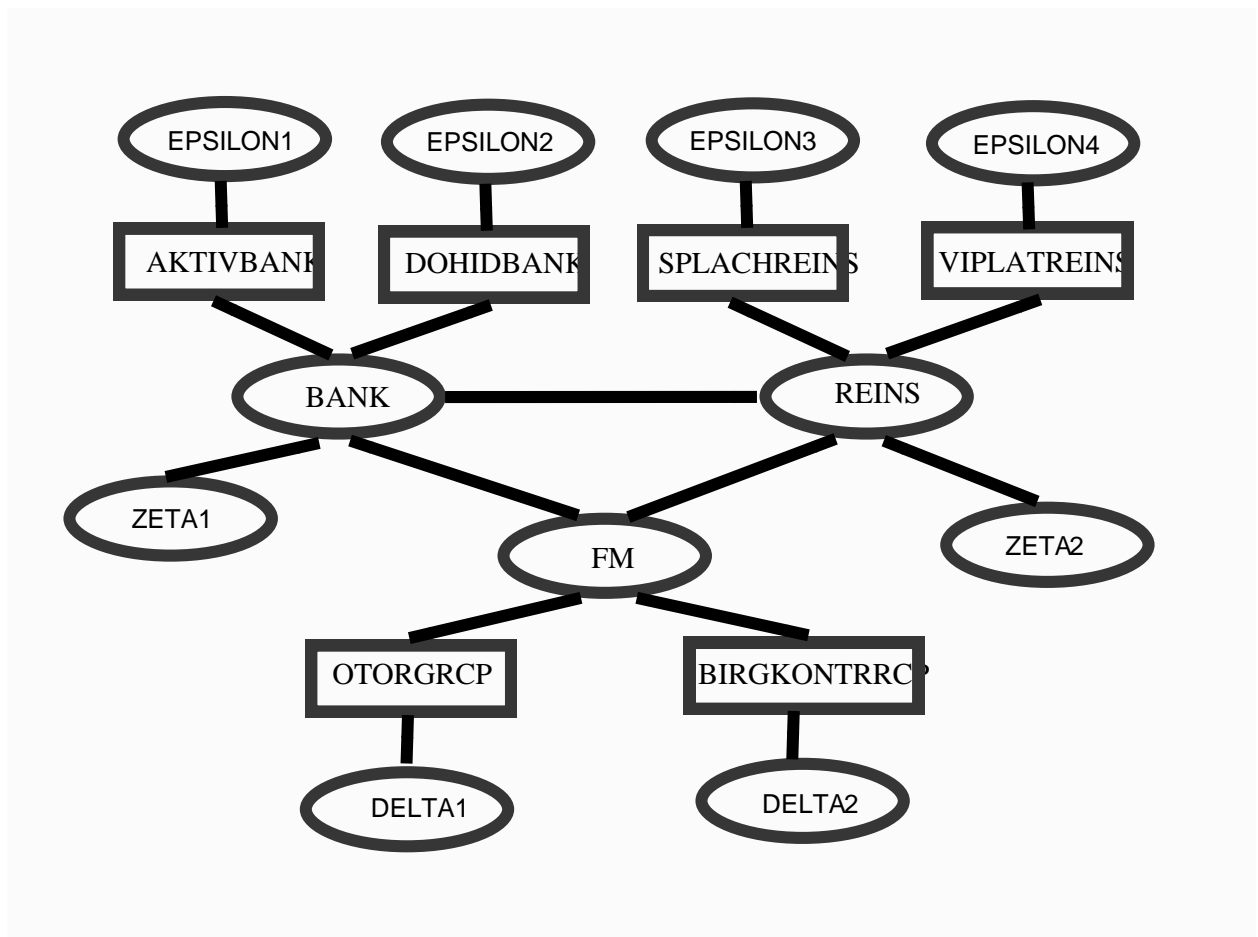 EPSILON1
EPSILON2
EPSILON3
EPSILON4
AKTIVBANK
DOHIDBANK
SPLACHREINS
VIPLATREINS
BANK
REINS
ZETA1
FM
ZETA2
OTORGRCP
BIRGKONTRRCP
DELTA1
DELTA2